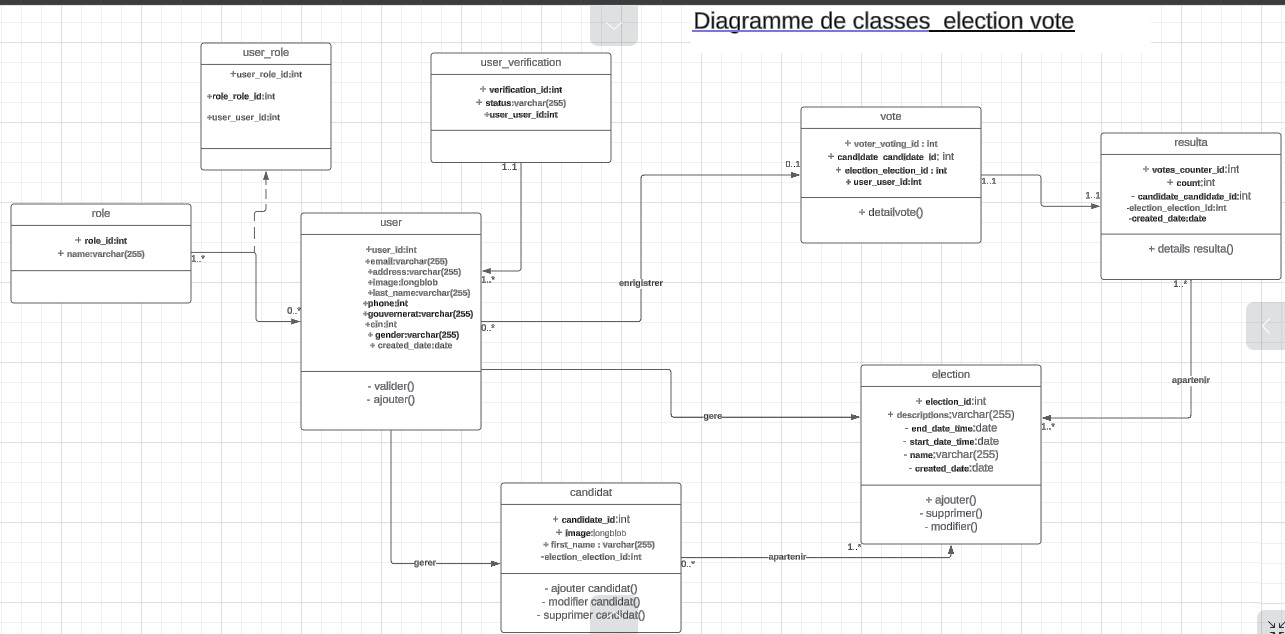 Diagramme de classes election vote
user_role
+user_role_id:int
+role_role_id:int
+user_user_id:int
user_verification
+ verification_id:int
+ status:varchar(255)
+user_user_id:int
1..1
vote
+ voter_voting_id : int
+ candidate_candidate_id; int
+ election_election_id : int
+ user_user_id:int
+ detailvote()
0..1
1..1
resulta
+ votes_counter_id:int
+ count:int
- candidate_candidate_id:int
-election_election_id:int
-created_date:date
+ details resulta()
1..1
1..*
role
+ role_id:int
+ name:varchar(255)
1..*
0..*
user
+user_id:int
+email:varchar(255)
+address:varchar(255)
+image:longblob
+last_name:varchar(255)
+phone:int
+gouvernerat:varchar(255)
+cin:int
+ gender:varchar(255)
+ created_date:date
- valider()
- ajouter()
1..*
0..*
enrigistrer
gere
apartenir
election
+ election_id:int
+ descriptions:varchar(255)
- end_date_time:date
- start_date_time:date
- name:varchar(255)
- created_date:date
+ ajouter()
- supprimer()
- modifier()
1..*
1..*
candidat
+ candidate_id:int
+ image:longblob
+ first_name : varchar(255)
-election_election_id:int
- ajouter candidat()
- modifier candidat()
- supprimer candidat()
gerer
0..*
apartenir